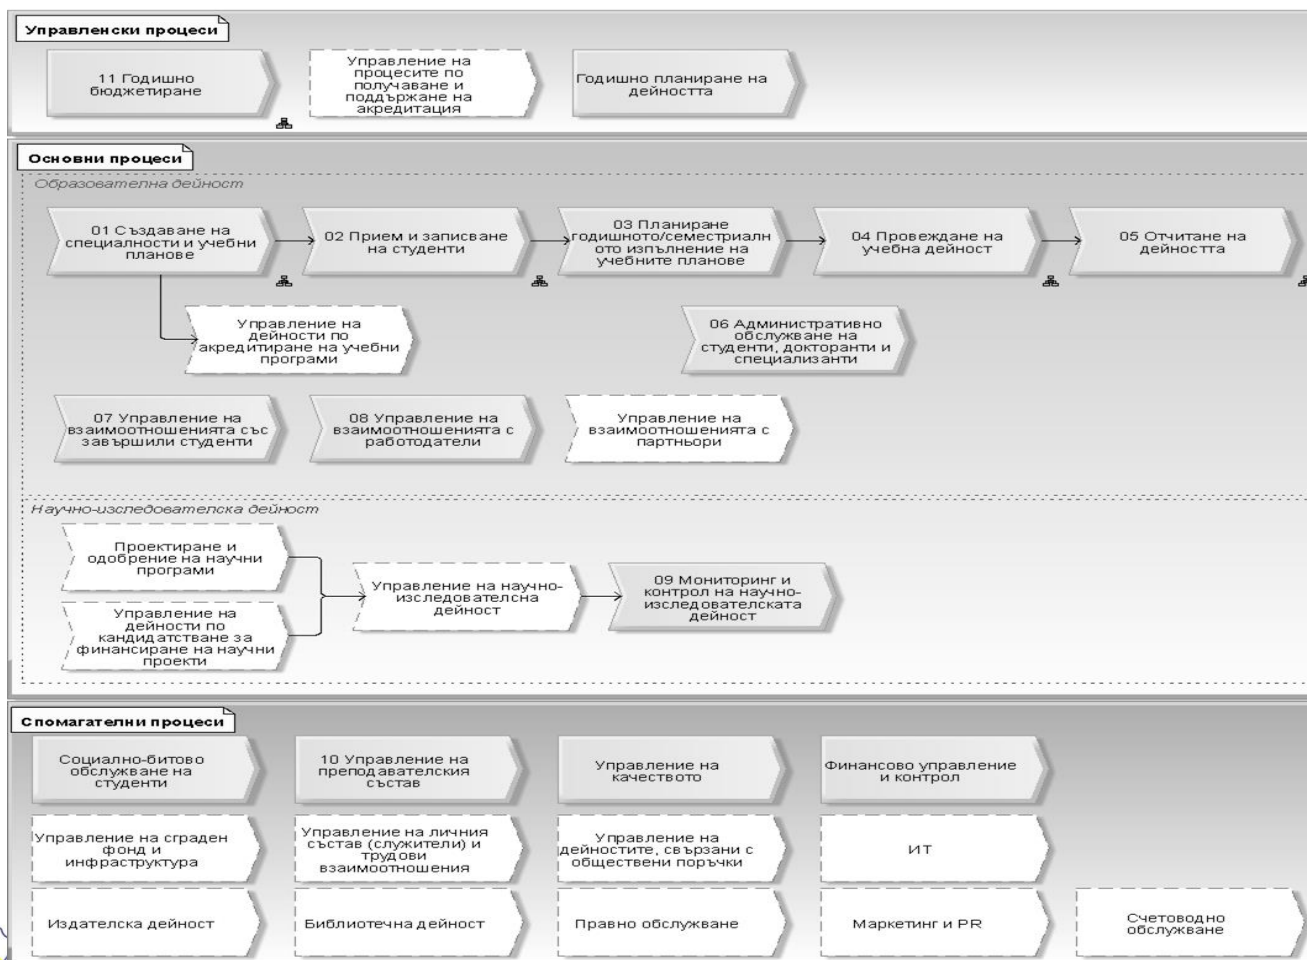 Управленски процеси
11 Годишно
бюджетиране
Управление на
процесите по
получаване и
поддържане на
акредитация
Годишно планиране на
дейността
Основни процеси
Образователна дейност
01 Създаване на
специалности и учебни
планове
02 Прием и записване
на студенти
03 Планиране
годишното/семестриалн
ото изпълнение на
учебните планове
04 Провеждане на
учебна дейност
05 Отчитане на
дейността
Управление на
дейности по
акредитиране на учебни
програми
06 Административно
обслужване на
студенти, докторанти и
специализанти
07 Управление на
взаимоотношенията със
завършили студенти
08 Управление на
взаимоотношенията с
работодатели
Управление на
взаимоотношенията с
партньори
Научно-изследователска дейност
Проектиране и
одобрение на научни
програми
Управление на
дейности по
кандидатстване за
финансиране на научни
проекти
Управление на научно-
изследователсна
дейност
09 Мониторинг и
контрол на научно-
изследователската
дейност
Спомагателни процеси
Социално-битово
обслужване на
студенти
10 Управление на
преподавателския
състав
Управление на
качеството
Финансово управление
и контрол
Управление на сграден
фонд и
инфраструктура
Управление на личния
състав (служители) и
трудови
взаимоотношения
Управление на
дейностите, свързани с
обществени поръчки
ИТ
Издателска дейност
Библиотечна дейност
Правно обслужване
Маркетинг и PR
Счетоводно
обслужване